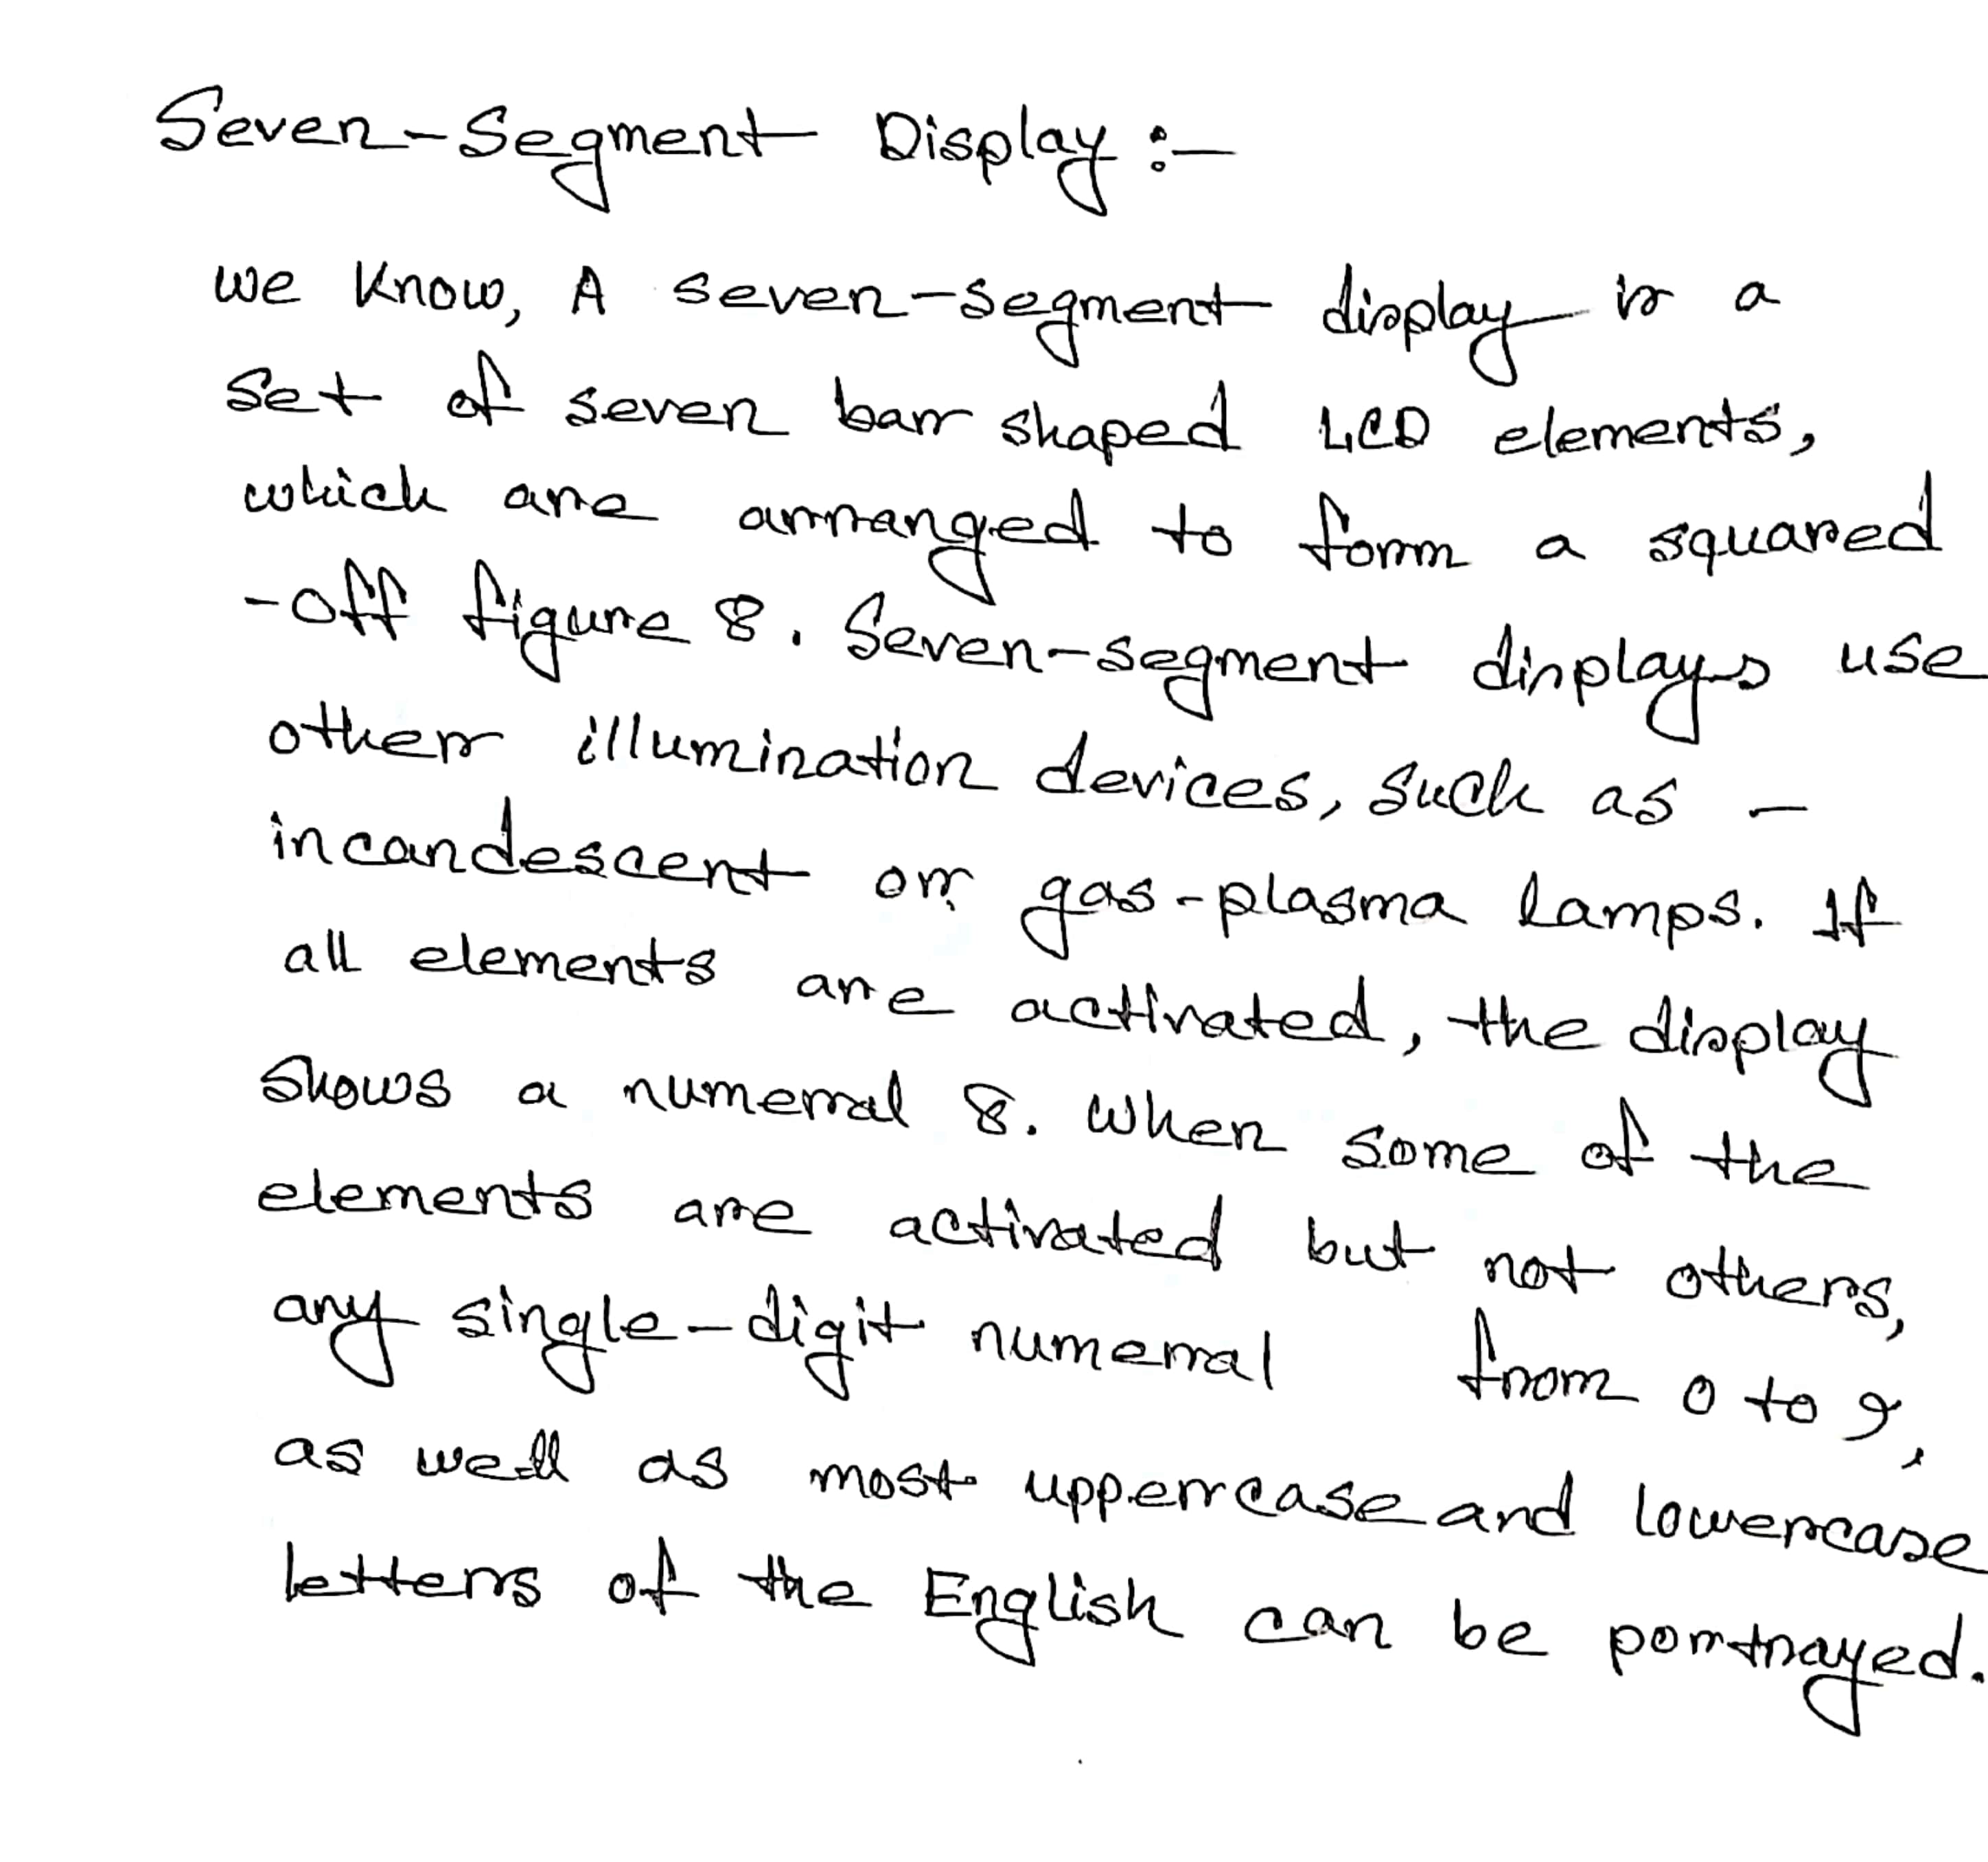 Seven-Segment Display :-
we know, A seven-segment display is a
set of seven bar shaped LCD elements,
which are arranged to form a squared
-off figure 8. Seven-segment displays use
other illumination devices, such as -
incandescent or gas-plasma lamps. If
all elements are activated, the display
shows a numeral 8. When some of the
elements are activated but not others,
any single-digit numeral from 0 to 9,
as well as most uppercase and lowercase
letters of the English can be portrayed.